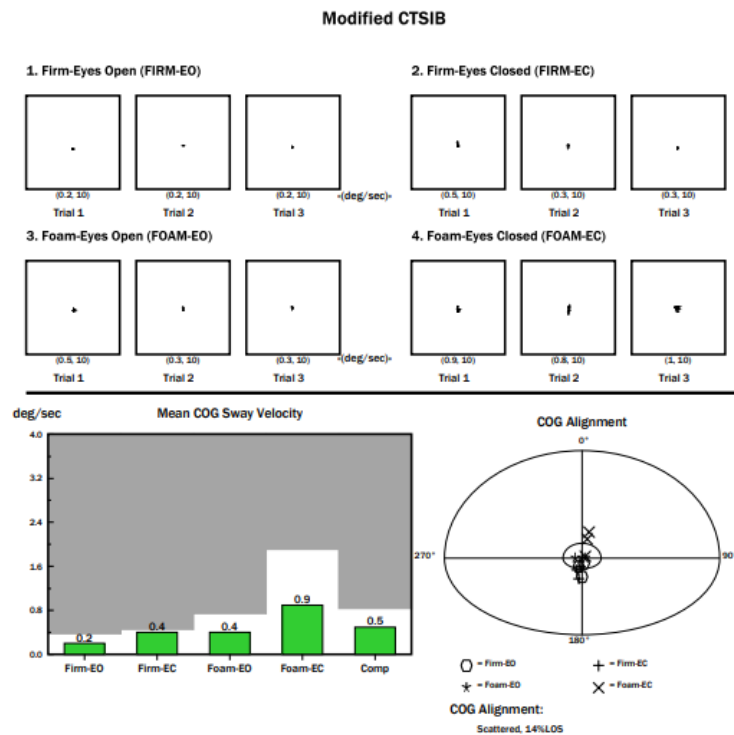 Modified CTSIB
1. Firm-Eyes Open (FIRM-EO)
2. Firm-Eyes Closed (FIRM-EC)
(0.2, 10) (0.2, 10) (0.2, 10) «(deg/sec)» (0.5, 10) (0.3, 10) (0.3, 10)
Trial 1 Trial 2 Trial 3 Trial 1 Trial 2 Trial 3
3. Foam-Eyes Open (FOAM-EO)
4. Foam-Eyes Closed (FOAM-EC)
(0.5, 10) (0.3, 10) (0.3, 10) «(deg/sec)» (0.9, 10) (0.8, 10) (1, 10)
Trial 1 Trial 2 Trial 3 Trial 1 Trial 2 Trial 3
deg/sec
Mean COG Sway Velocity
4.0
3.2
2.4
1.6
0.8
0.0
0.2 0.4 0.4 0.9 0.5
Firm-EO Firm-EC Foam-EO Foam-EC Comp
COG Alignment
0°
270°
90°
180°
= Firm-EO
= Firm-EC
= Foam-EO
= Foam-EC
COG Alignment:
Scattered, 14%LOS